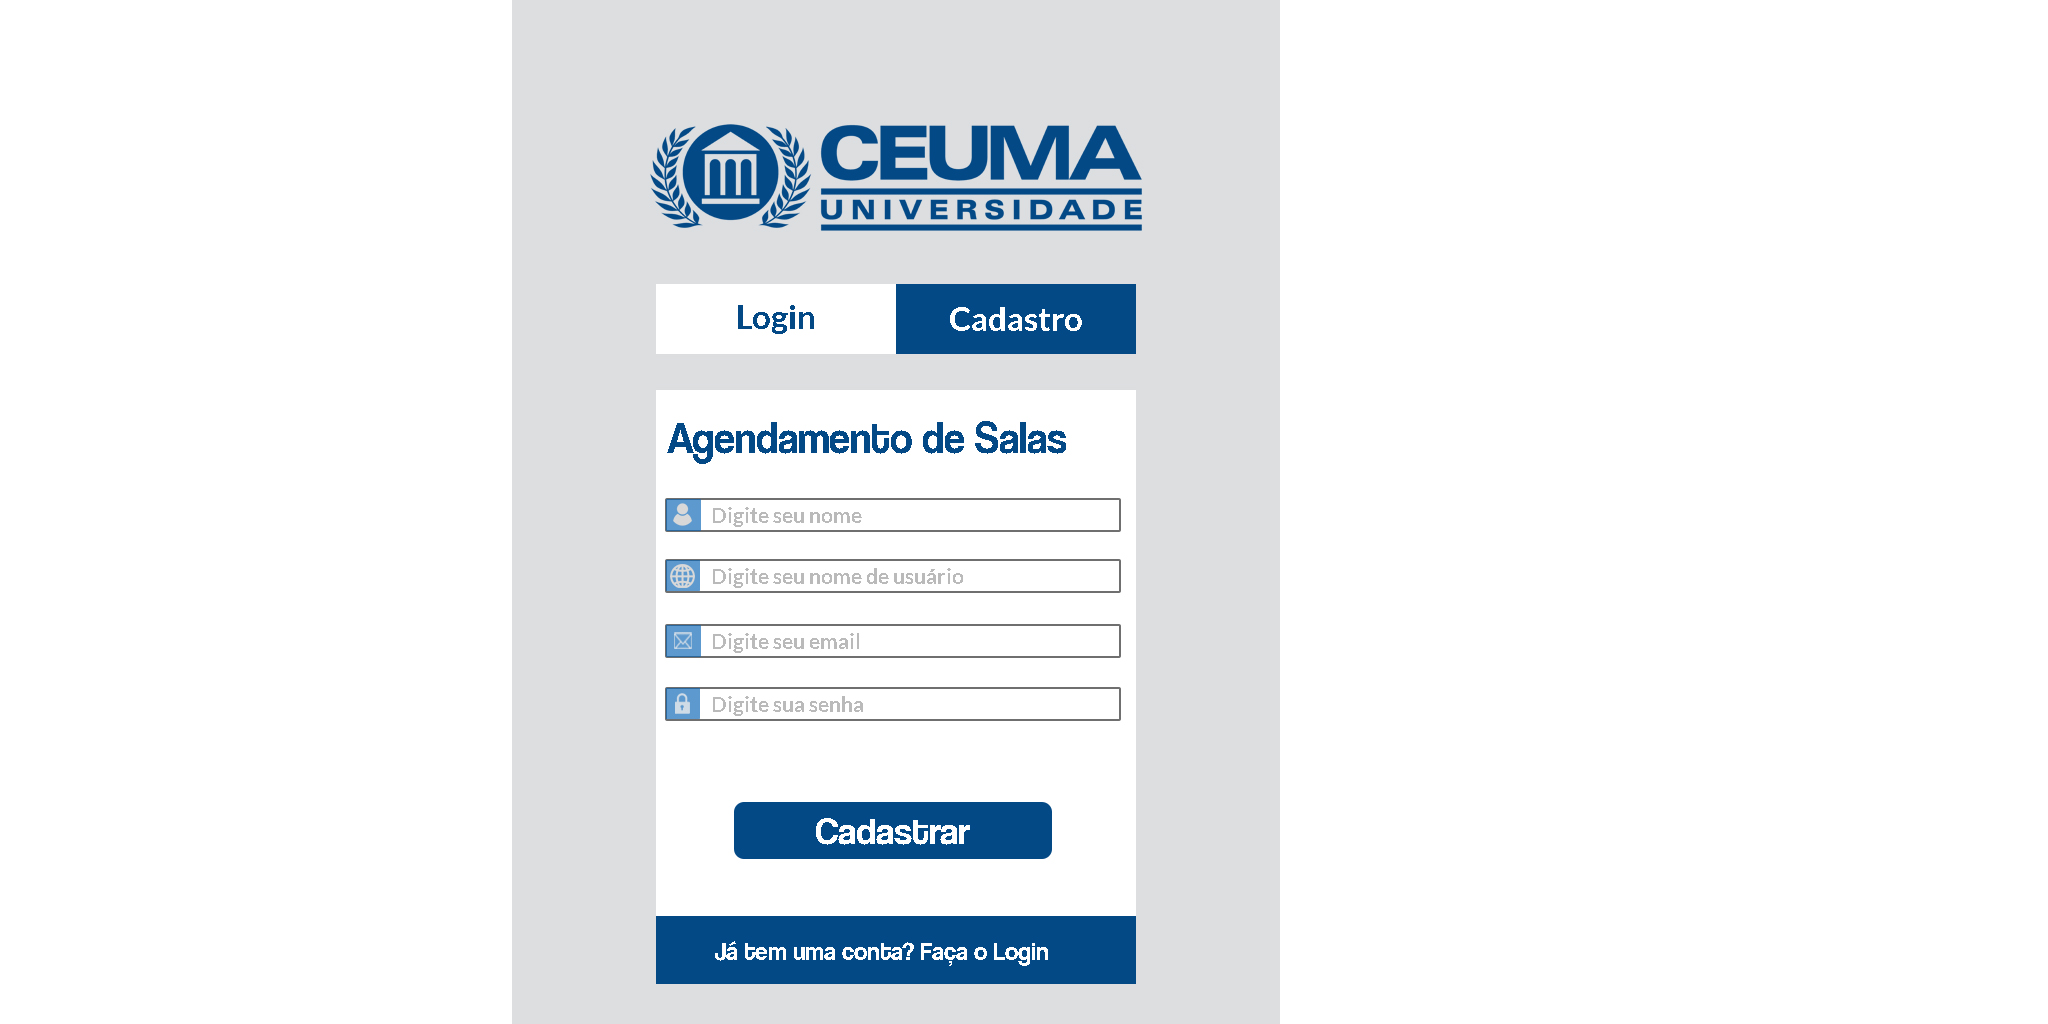 CEUMA
UNIVERSIDADE
Login
Cadastro
Agendamento de Salas
Digite seu nome
Digite seu nome de usuário
Digite seu email
Digite sua senha
Cadastrar
Já tem uma conta? Faça o Login